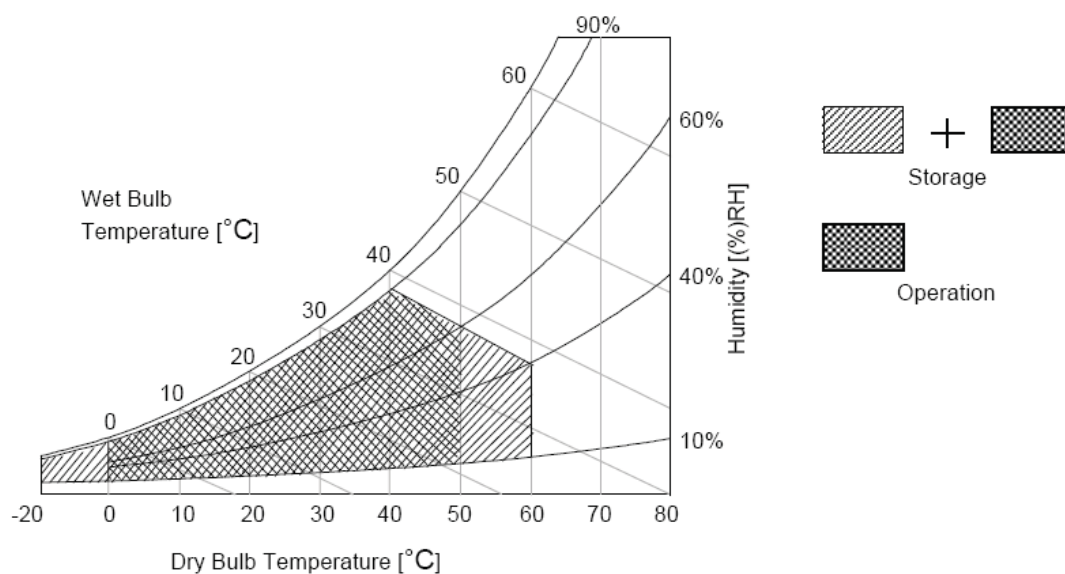 90%
60
60%
50
Wet Bulb
Temperature [°C]
+
Storage
40
40%
30
Humidity [(%)RH]
Operation
20
10
0
10%
-20 0 10 20 30 40 50 60 70 80
Dry Bulb Temperature [°C]